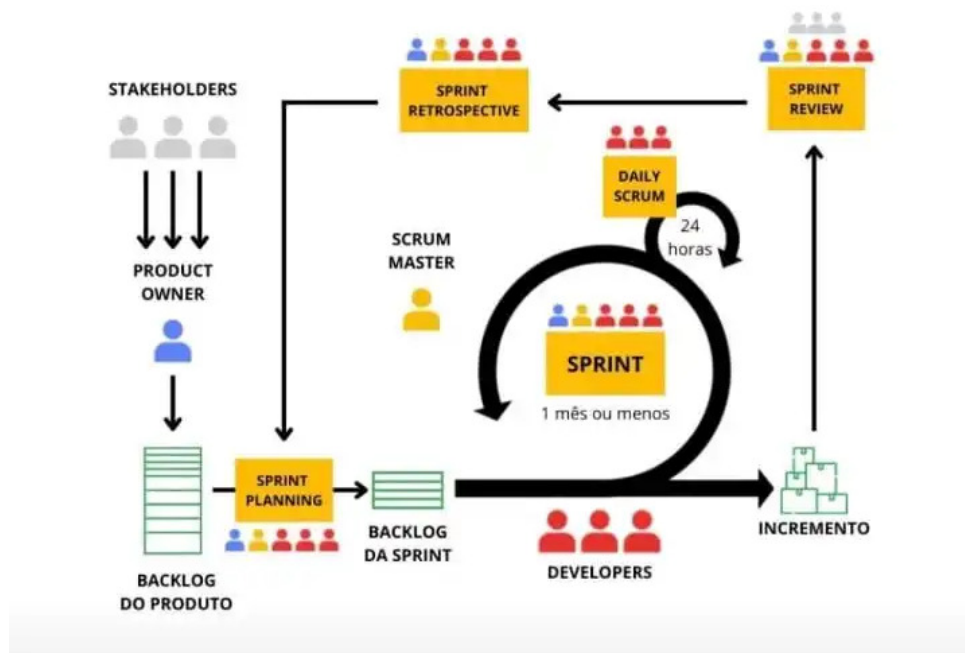 STAKEHOLDERS
SPRINT
RETROSPECTIVE
SPRINT
REVIEW
DAILY
SCRUM
24
horas
SCRUM
MASTER
PRODUCT
OWNER
SPRINT
1 mês ou menos
SPRINT
PLANNING
BACKLOG
DO PRODUTO
BACKLOG
DA SPRINT
DEVELOPERS
INCREMENTO